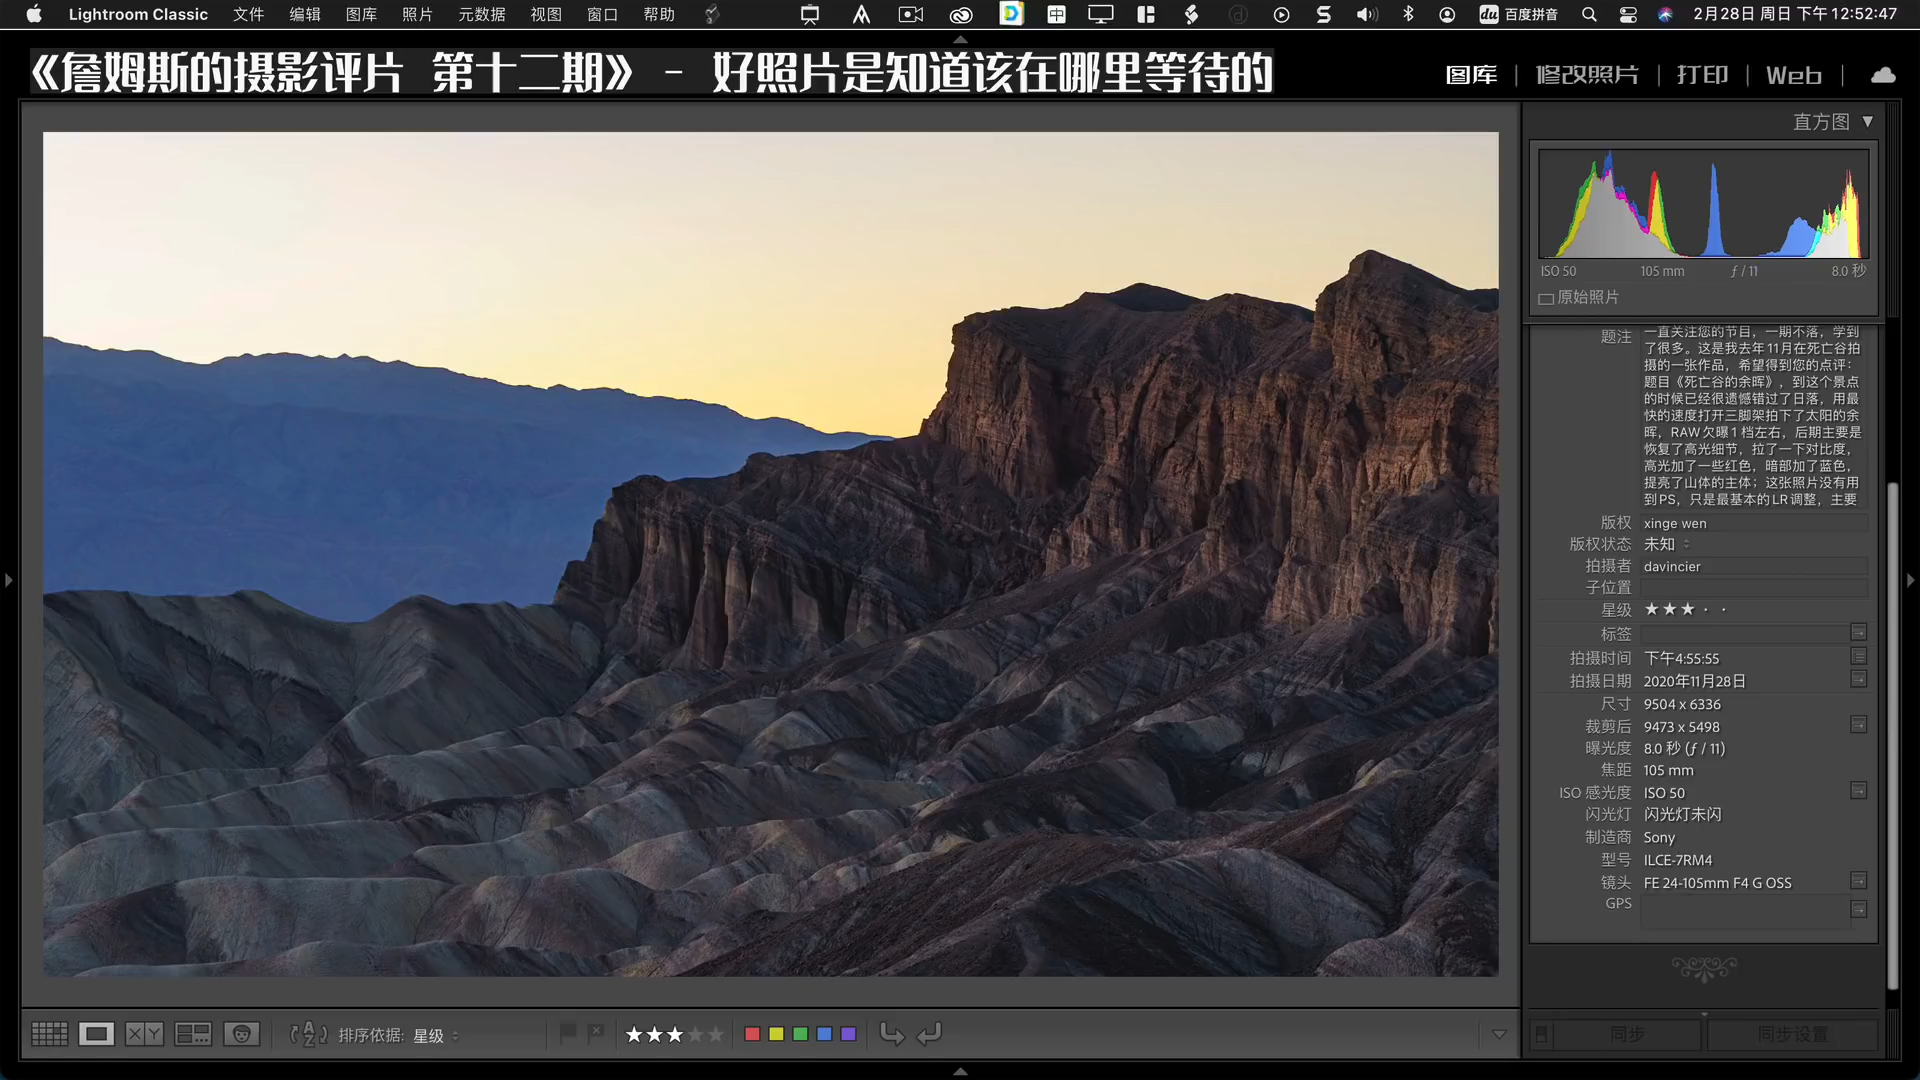 Lightroom Classic 文件 编辑 图库 照片 元数据 视图 窗口 帮助 中 du 百度拼音 2月28日 周日 下午 12:52:47
《詹姆斯的摄影评片 第十二期》 - 好照片是知道该在哪里等待的
图库 | 修改照片 | 打印 | Web |
直方图
ISO 50 105 mm ƒ / 11 8.0 秒
原始照片
题注 一直关注您的节目，一期不落，学到
了很多。这是我去年11月在死亡谷拍
摄的一张作品，希望得到您的点评：
题目《死亡谷的余晖》，到这个景点
的时候已经很遗憾错过了日落，用最
快的速度打开三脚架拍下了太阳的余
晖，RAW欠曝1档左右，后期主要是
恢复了高光细节，拉了一下对比度，
高光加了一些红色，暗部加了蓝色，
提亮了山体的主体；这张照片没有用
到PS，只是最基本的LR调整，主要
版权 xinge wen
版权状态 未知
拍摄者 davincier
子位置
星级 ★★★
标签
拍摄时间 下午4:55:55
拍摄日期 2020年11月28日
尺寸 9504 x 6336
裁剪后 9473 x 5498
曝光度 8.0 秒 (ƒ / 11)
焦距 105 mm
ISO 感光度 ISO 50
闪光灯 闪光灯未闪
制造商 Sony
型号 ILCE-7RM4
镜头 FE 24-105mm F4 G OSS
GPS
XY AZ 排序依据: 星级 ★★★★★
同步 同步设置